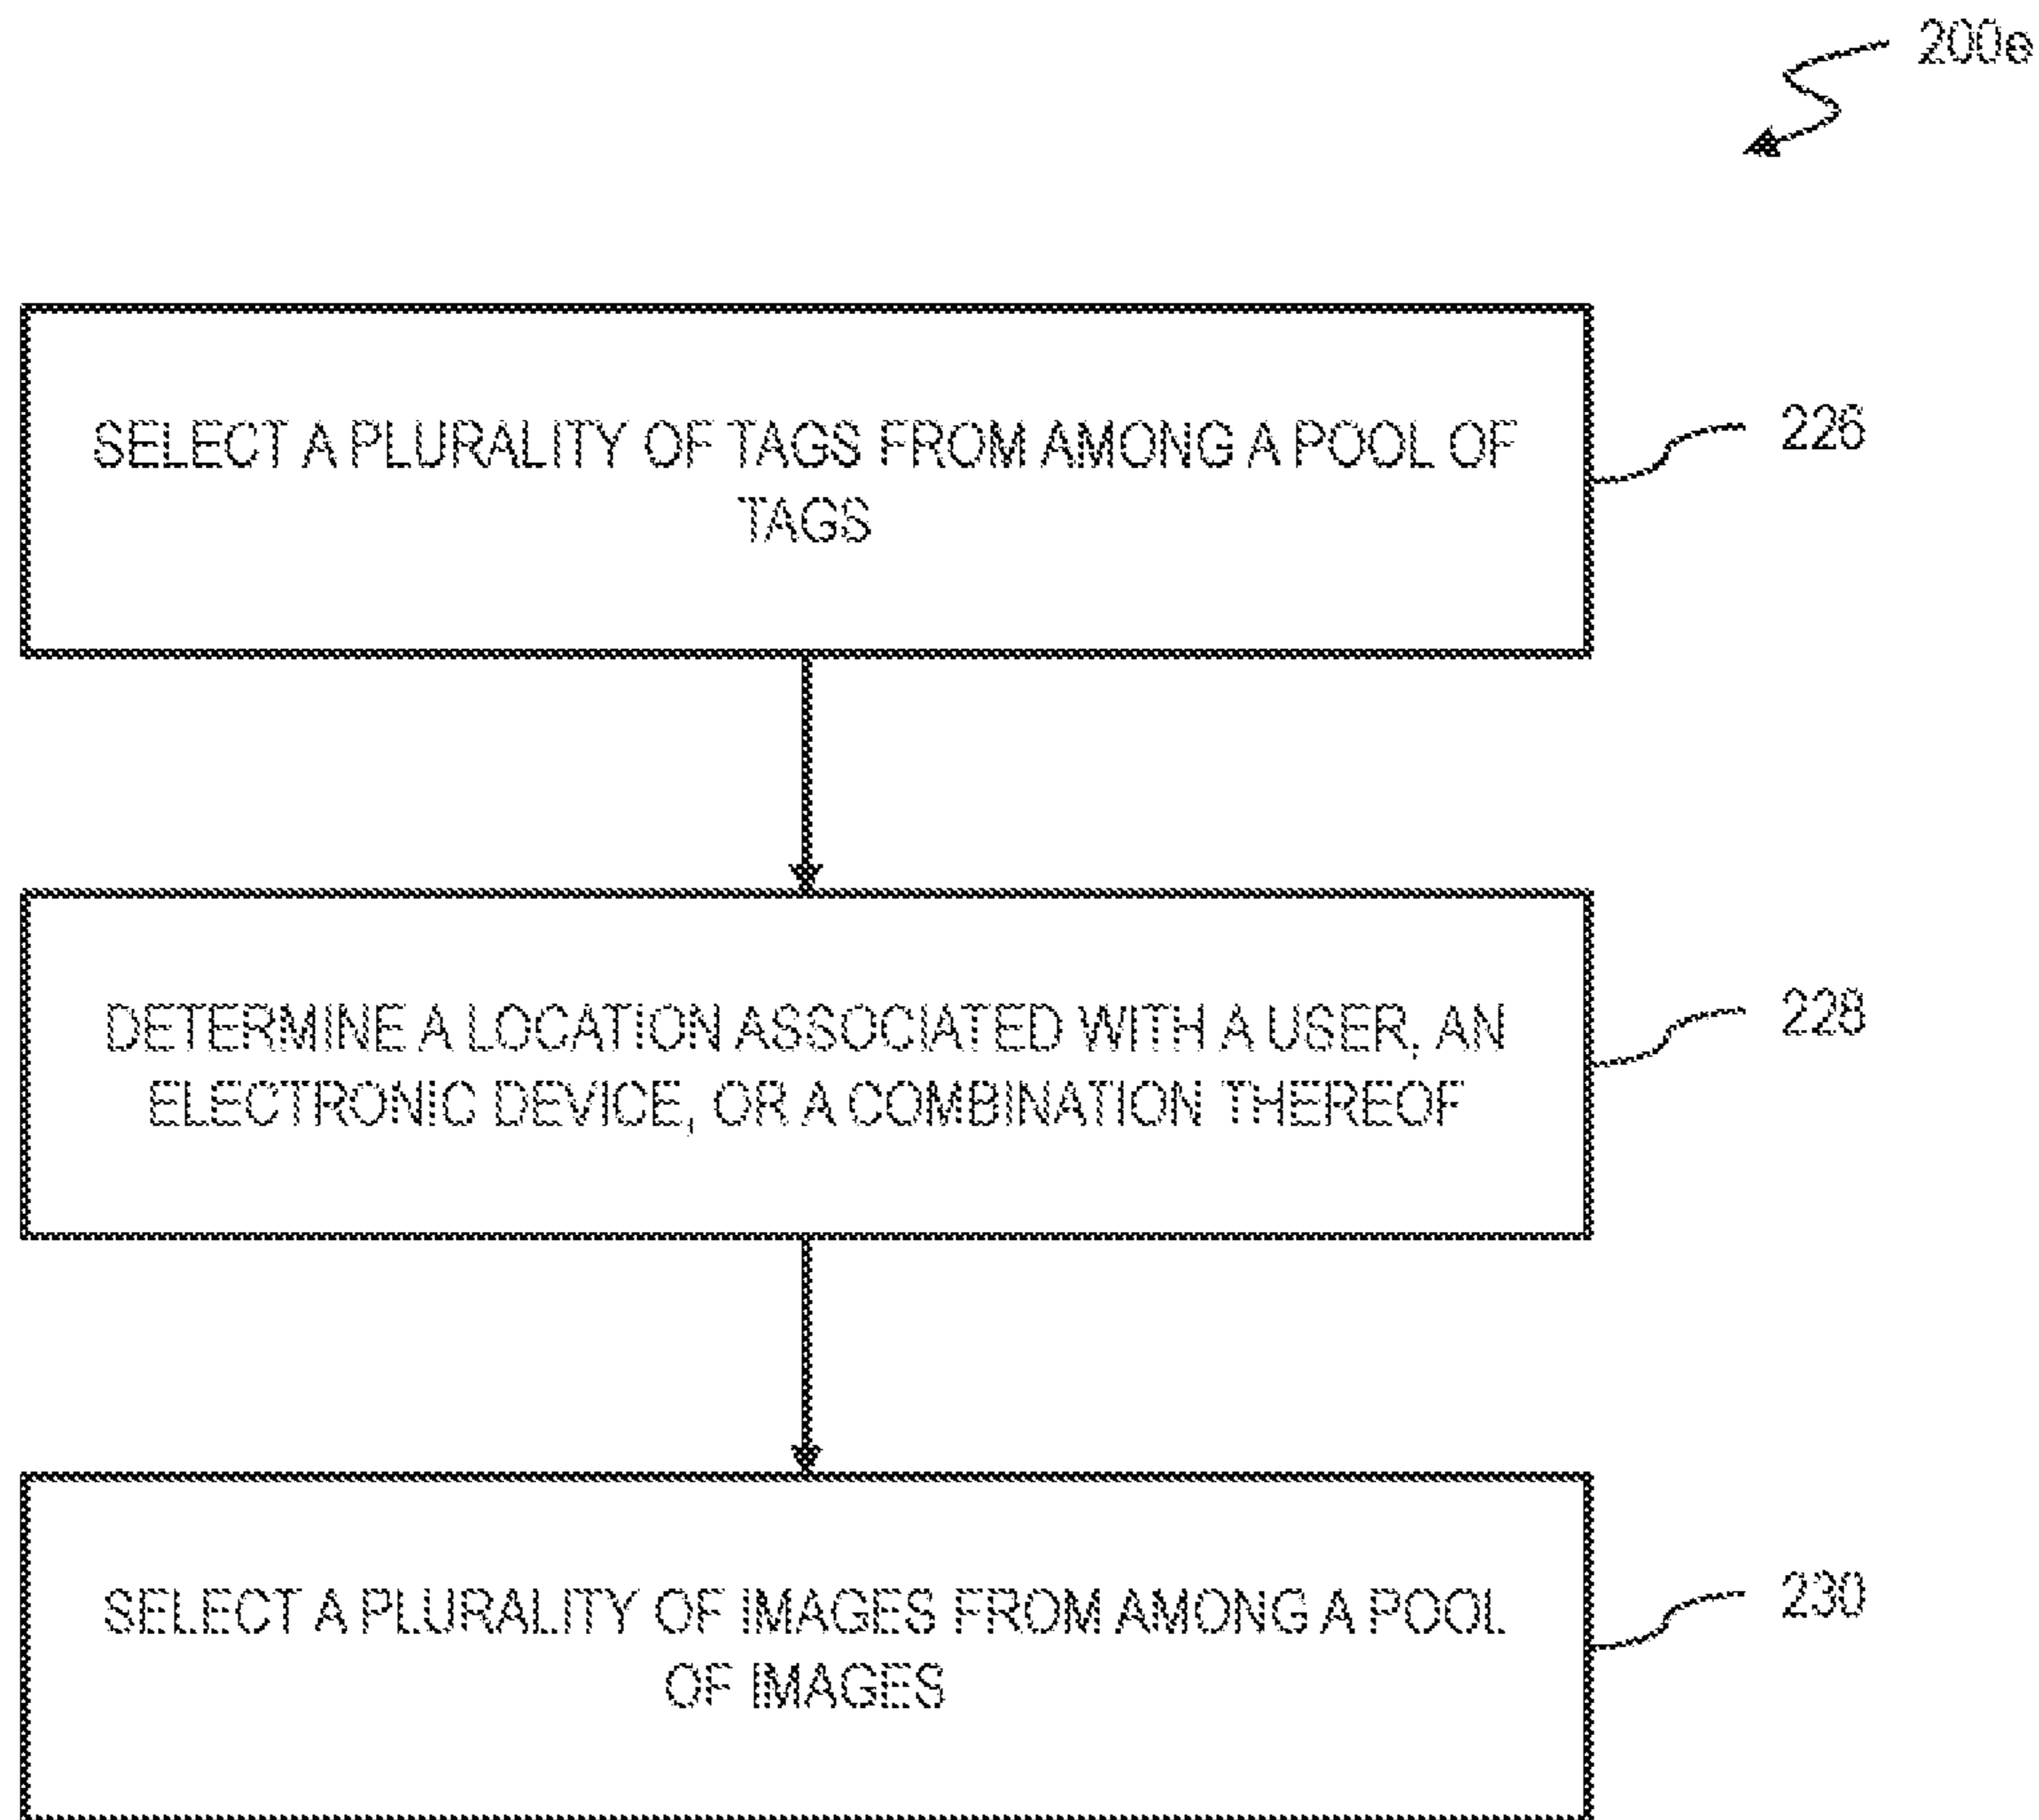 200e
SELECT A PLURALITY OF TAGS FROM AMONG A POOL OF
TAGS
226
DETERMINE A LOCATION ASSOCIATED WITH A USER, AN
ELECTRONIC DEVICE, OR A COMBINATION THEREOF
228
SELECT A PLURALITY OF IMAGES FROM AMONG A POOL
OF IMAGES
230